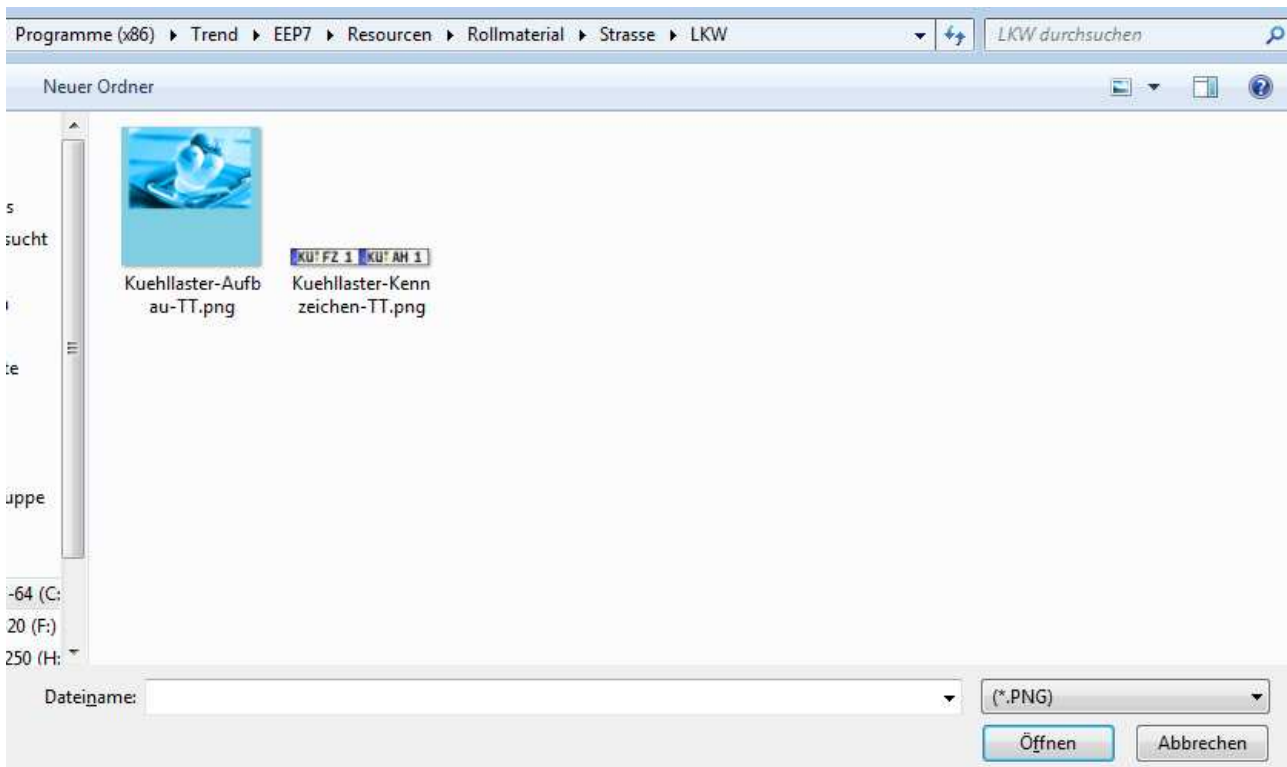 Programme (x86) ▸ Trend ▸ EEP7 ▸ Resourcen ▸ Rollmaterial ▸ Strasse ▸ LKW
LKW durchsuchen
Neuer Ordner
s
sucht
te
uppe
-64 (C:
20 (F:)
250 (H:
KU FZ 1 KU AH 1
Kuehllaster-Aufb
au-TT.png
Kuehllaster-Kenn
zeichen-TT.png
Dateiname:
(*.PNG)
Öffnen
Abbrechen